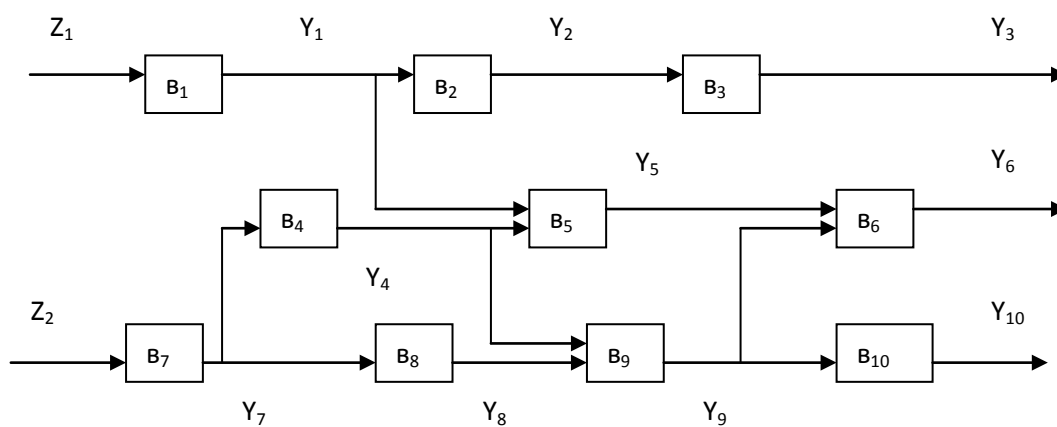 Z₁ Y₁ Y₂ Y₃
B₁ B₂ B₃
Y₅ Y₆
B₄ B₅ B₆
Y₄
Z₂ Y₁₀
B₇ B₈ B₉ B₁₀
Y₇ Y₈ Y₉